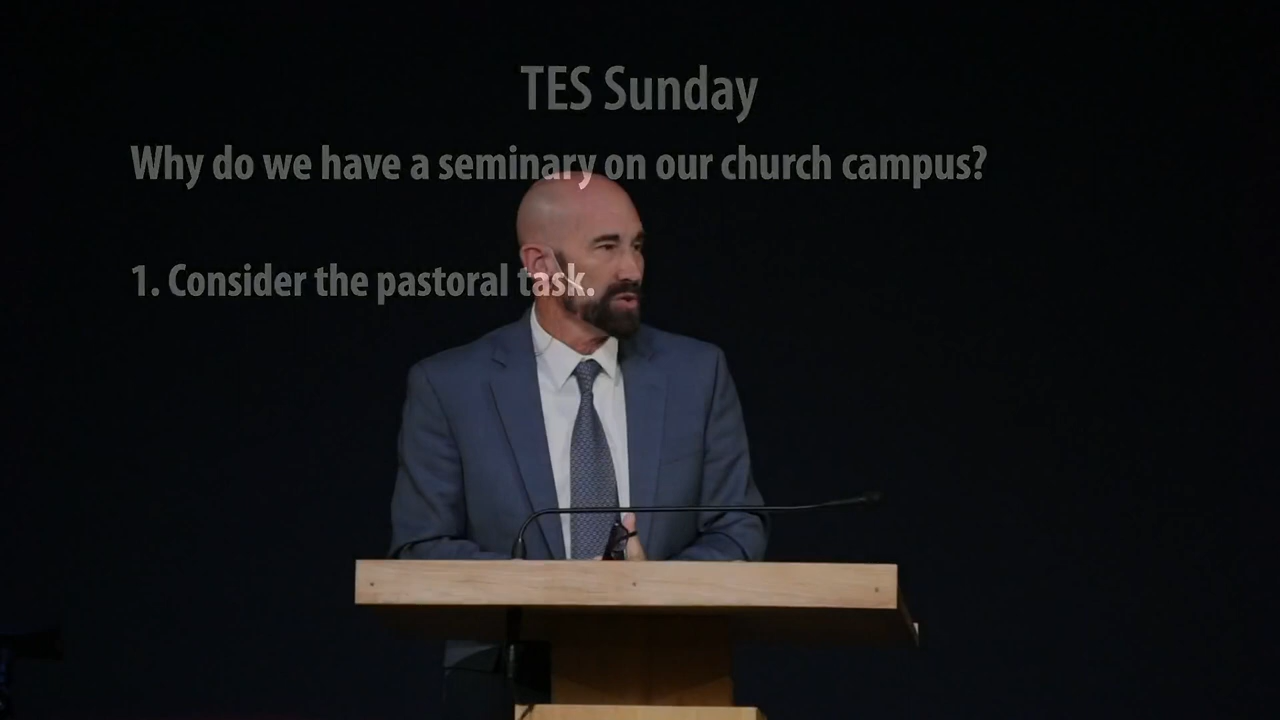 TES Sunday
Why do we have a seminary on our church campus?
1. Consider the pastoral task.